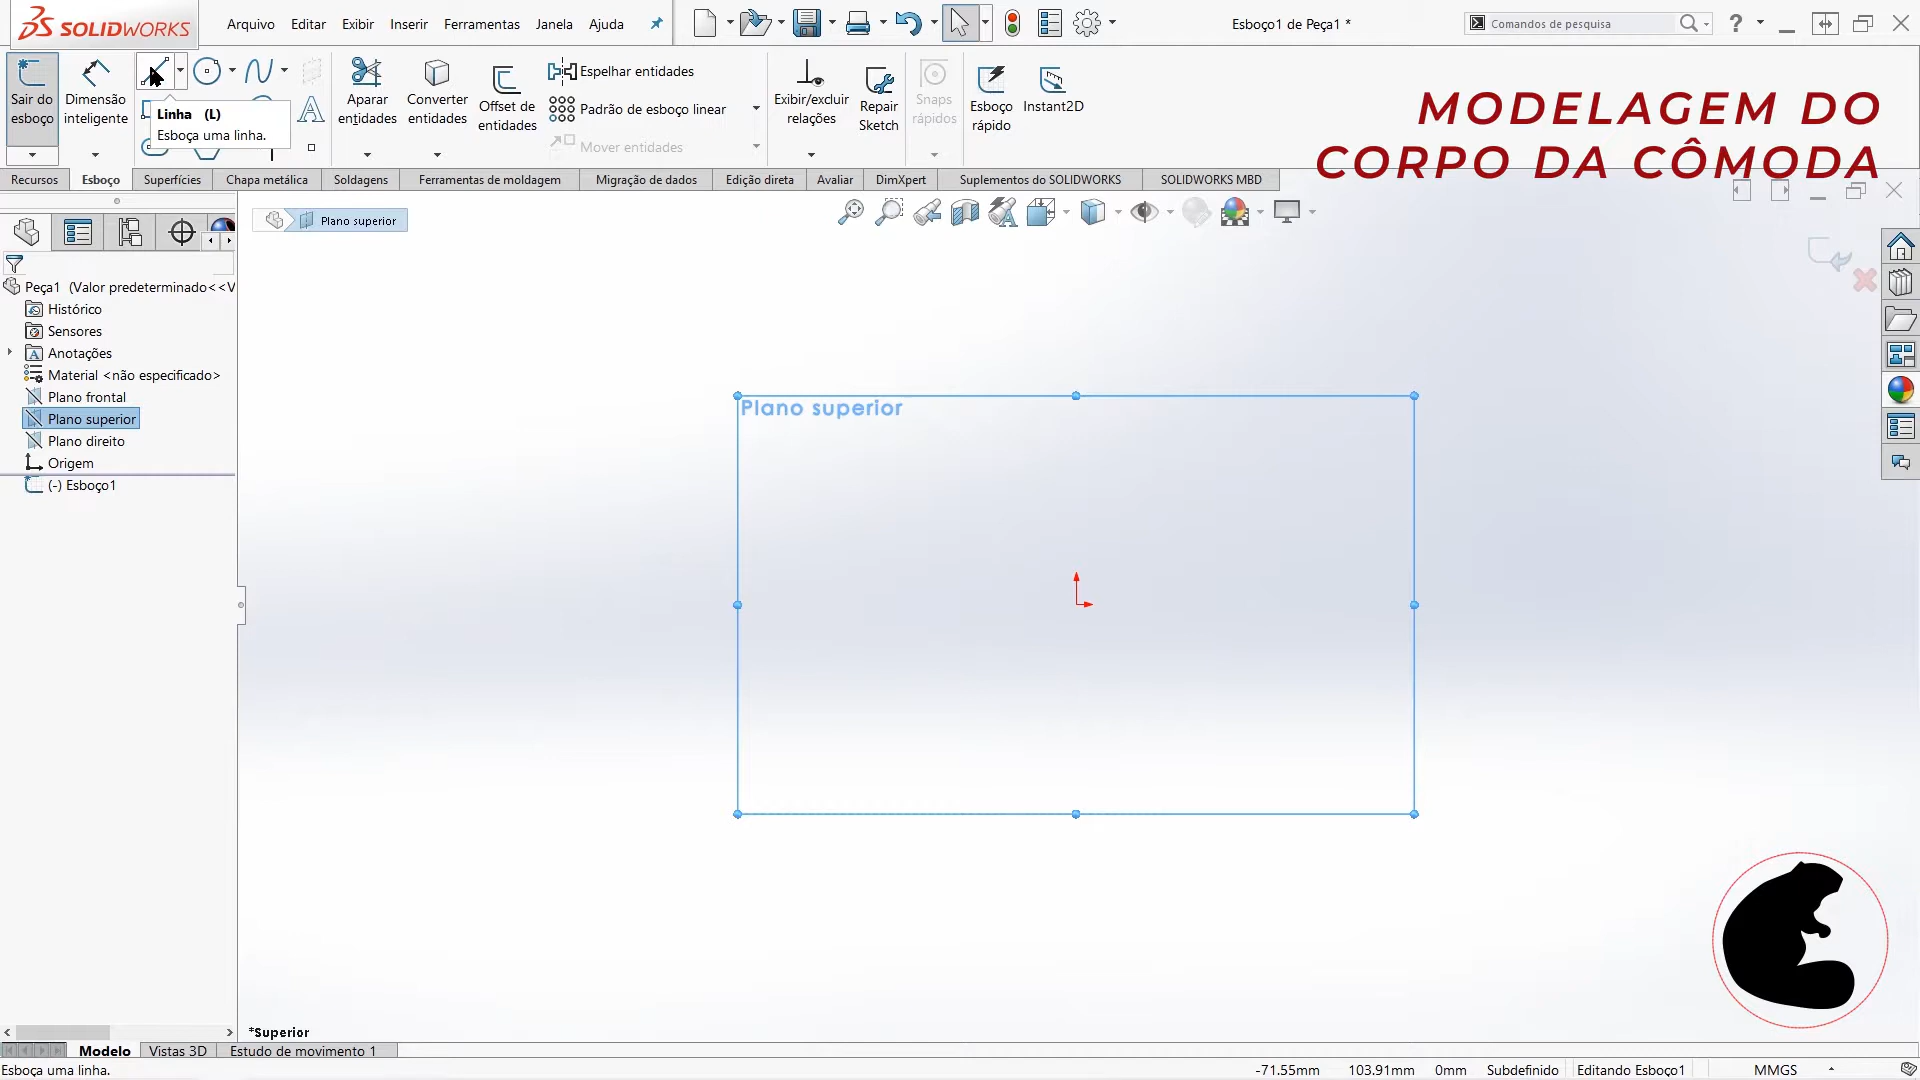 SOLIDWORKS
Arquivo Editar Exibir Inserir Ferramentas Janela Ajuda
Esboço1 de Peça1 *
Comandos de pesquisa
Sair do esboço
Dimensão inteligente
Linha (L)
Esboça uma linha.
Aparar entidades
Converter entidades
Offset de entidades
Espelhar entidades
Padrão de esboço linear
Mover entidades
Exibir/excluir relações
Repair Sketch
Snaps rápidos
Esboço rápido
Instant2D
MODELAGEM DO
CORPO DA CÔMODA
Recursos Esboço Superfícies Chapa metálica Soldagens Ferramentas de moldagem Migração de dados Edição direta Avaliar DimXpert Suplementos do SOLIDWORKS SOLIDWORKS MBD
Plano superior
Peça1 (Valor predeterminado<<V
Histórico
Sensores
Anotações
Material <não especificado>
Plano frontal
Plano superior
Plano direito
Origem
(-) Esboço1
Plano superior
*Superior
Modelo Vistas 3D Estudo de movimento 1
Esboça uma linha.
-71.55mm 103.91mm 0mm Subdefinido Editando Esboço1 MMGS